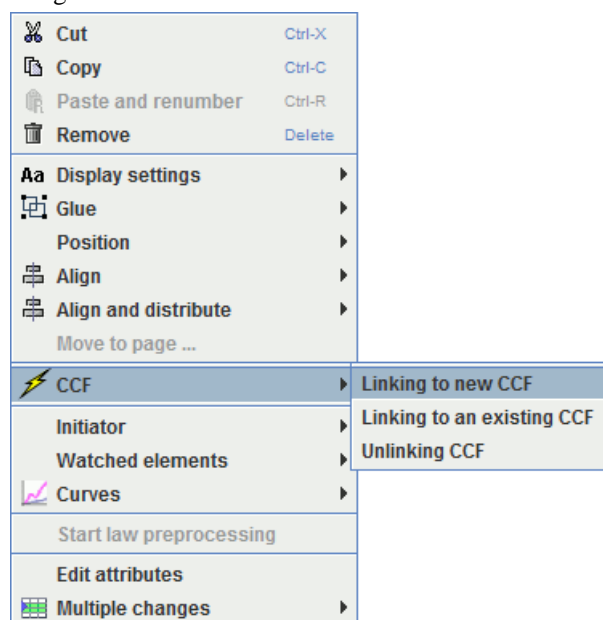 Cut Ctrl-X
Copy Ctrl-C
Paste and renumber Ctrl-R
Remove Delete
Aa Display settings
Glue
Position
Align
Align and distribute
Move to page ...
CCF
Linking to new CCF
Linking to an existing CCF
Unlinking CCF
Initiator
Watched elements
Curves
Start law preprocessing
Edit attributes
Multiple changes